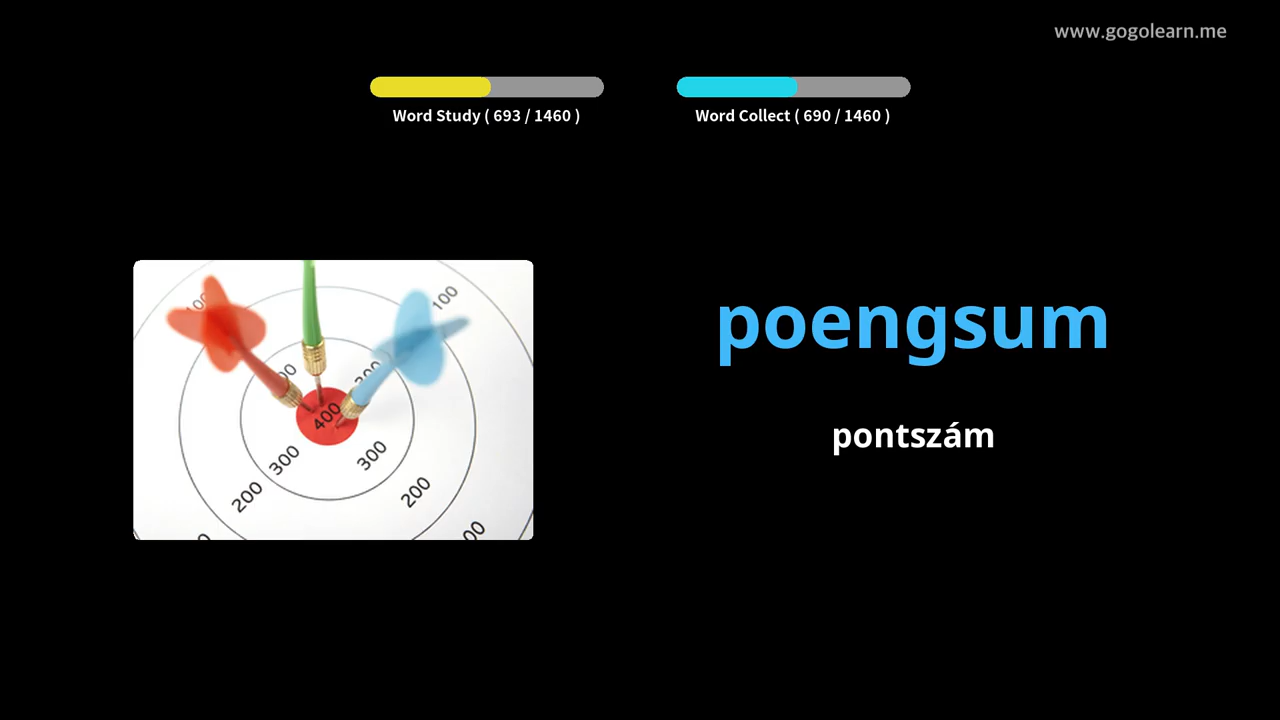 www.gogolearn.me
Word Study ( 693 / 1460 )
Word Collect ( 690 / 1460 )
poengsum
pontszám
100
100
200
400
300
300
200
200